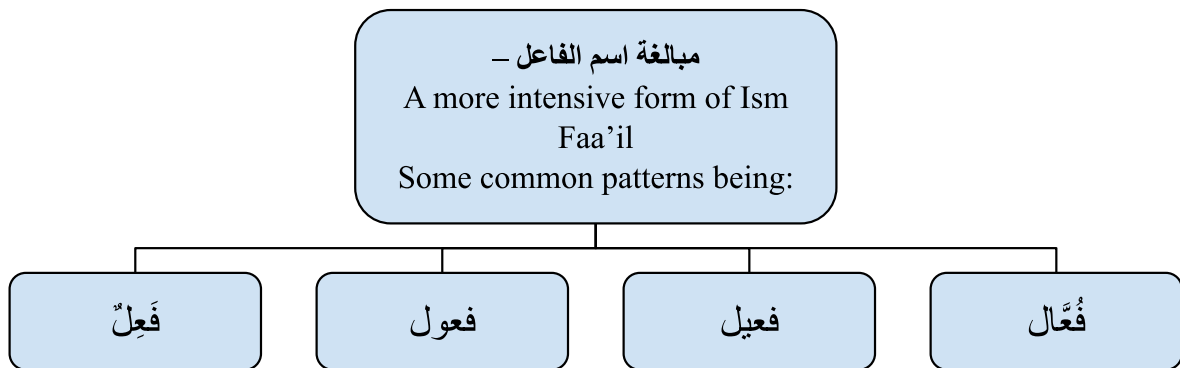 مبالغة اسم الفاعل –
A more intensive form of Ism
Faa’il
Some common patterns being:
فَعِلٌ
فعول
فعيل
فُعَّال